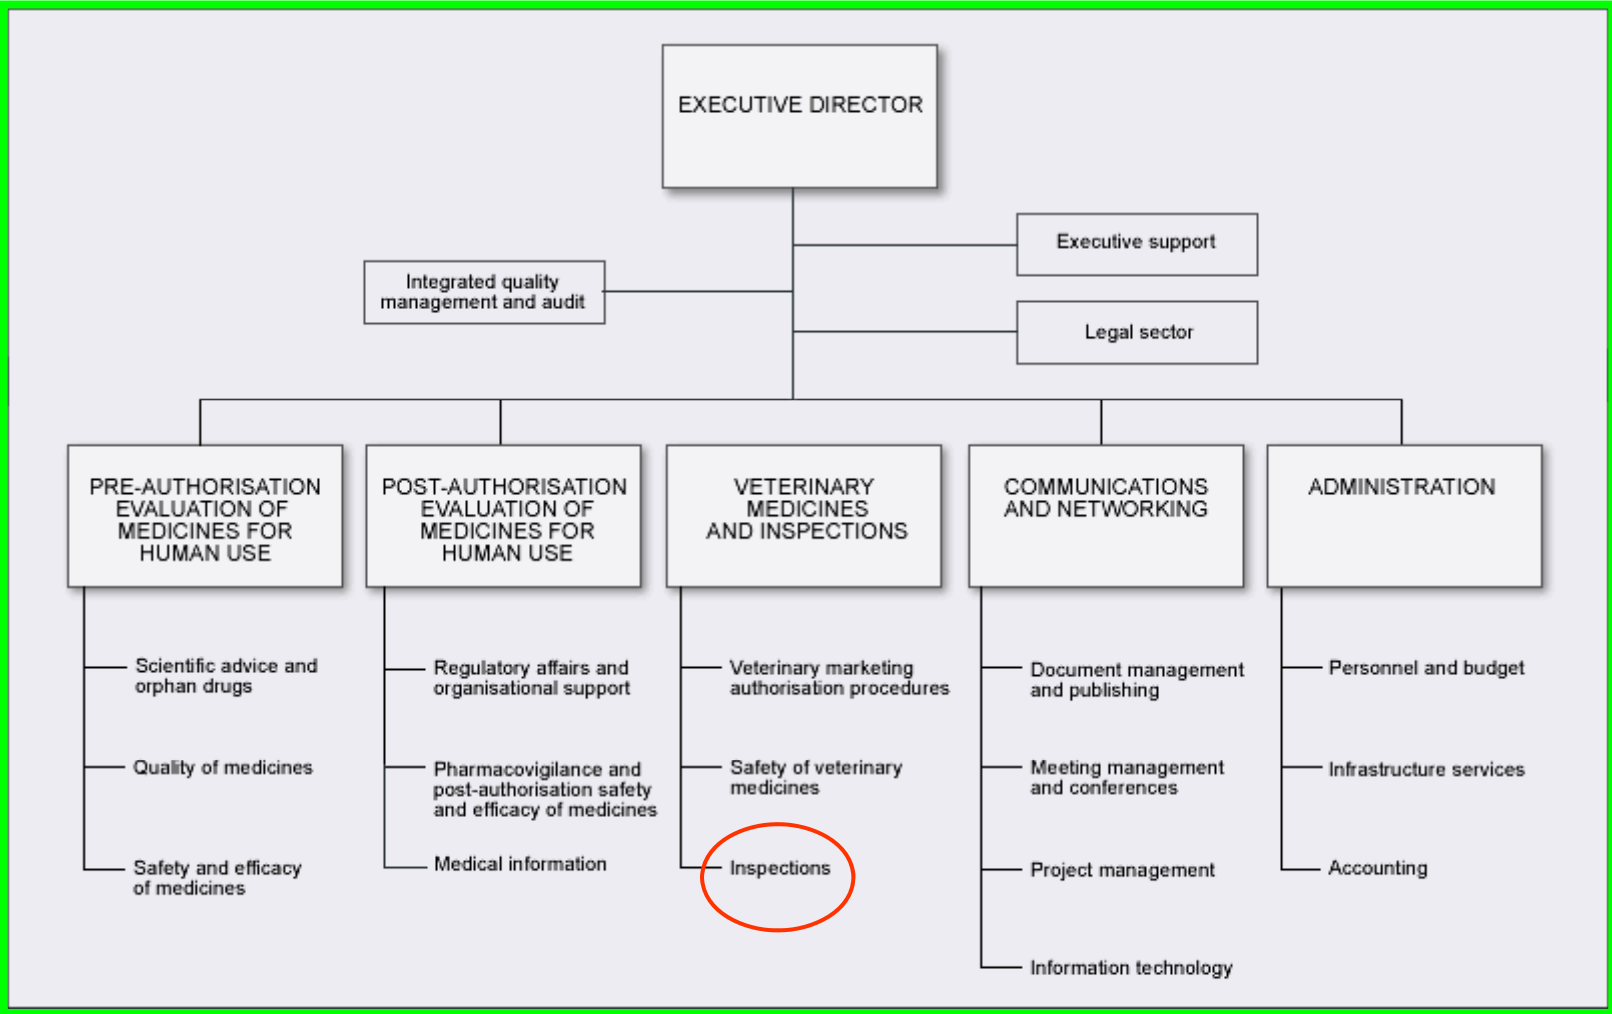 EXECUTIVE DIRECTOR
Executive support
Integrated quality
management and audit
Legal sector
PRE-AUTHORISATION
EVALUATION OF
MEDICINES FOR
HUMAN USE
Scientific advice and
orphan drugs
Quality of medicines
Safety and efficacy
of medicines
POST-AUTHORISATION
EVALUATION OF
MEDICINES FOR
HUMAN USE
Regulatory affairs and
organisational support
Pharmacovigilance and
post-authorisation safety
and efficacy of medicines
Medical information
VETERINARY
MEDICINES
AND INSPECTIONS
Veterinary marketing
authorisation procedures
Safety of veterinary
medicines
Inspections
COMMUNICATIONS
AND NETWORKING
Document management
and publishing
Meeting management
and conferences
Project management
Information technology
ADMINISTRATION
Personnel and budget
Infrastructure services
Accounting